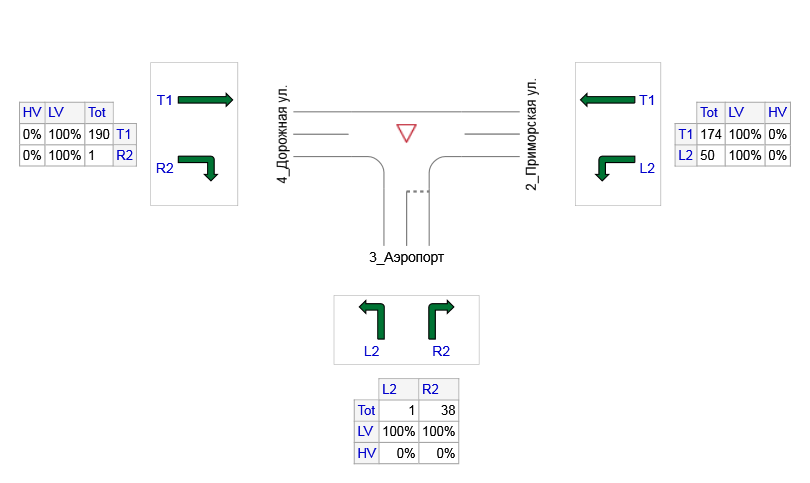 T1
R2
HV LV Tot
0% 100% 190 T1
0% 100% 1 R2
4_Дорожная ул.
2_Приморская ул.
T1
L2
Tot LV HV
T1 174 100% 0%
L2 50 100% 0%
3_Аэропорт
L2 R2
L2 R2
Tot 1 38
LV 100% 100%
HV 0% 0%